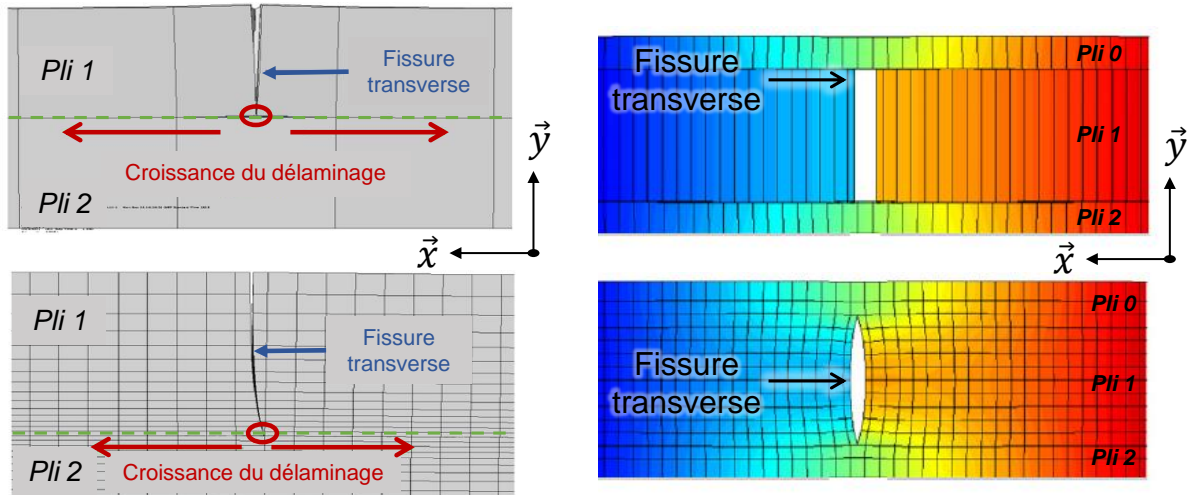 Pli 1
Fissure
transverse
Croissance du délaminage
Pli 2
y
x
Pli 1
Fissure
transverse
Croissance du délaminage
Pli 2
Fissure
transverse
Pli 0
Pli 1
Pli 2
y
x
Fissure
transverse
Pli 0
Pli 1
Pli 2